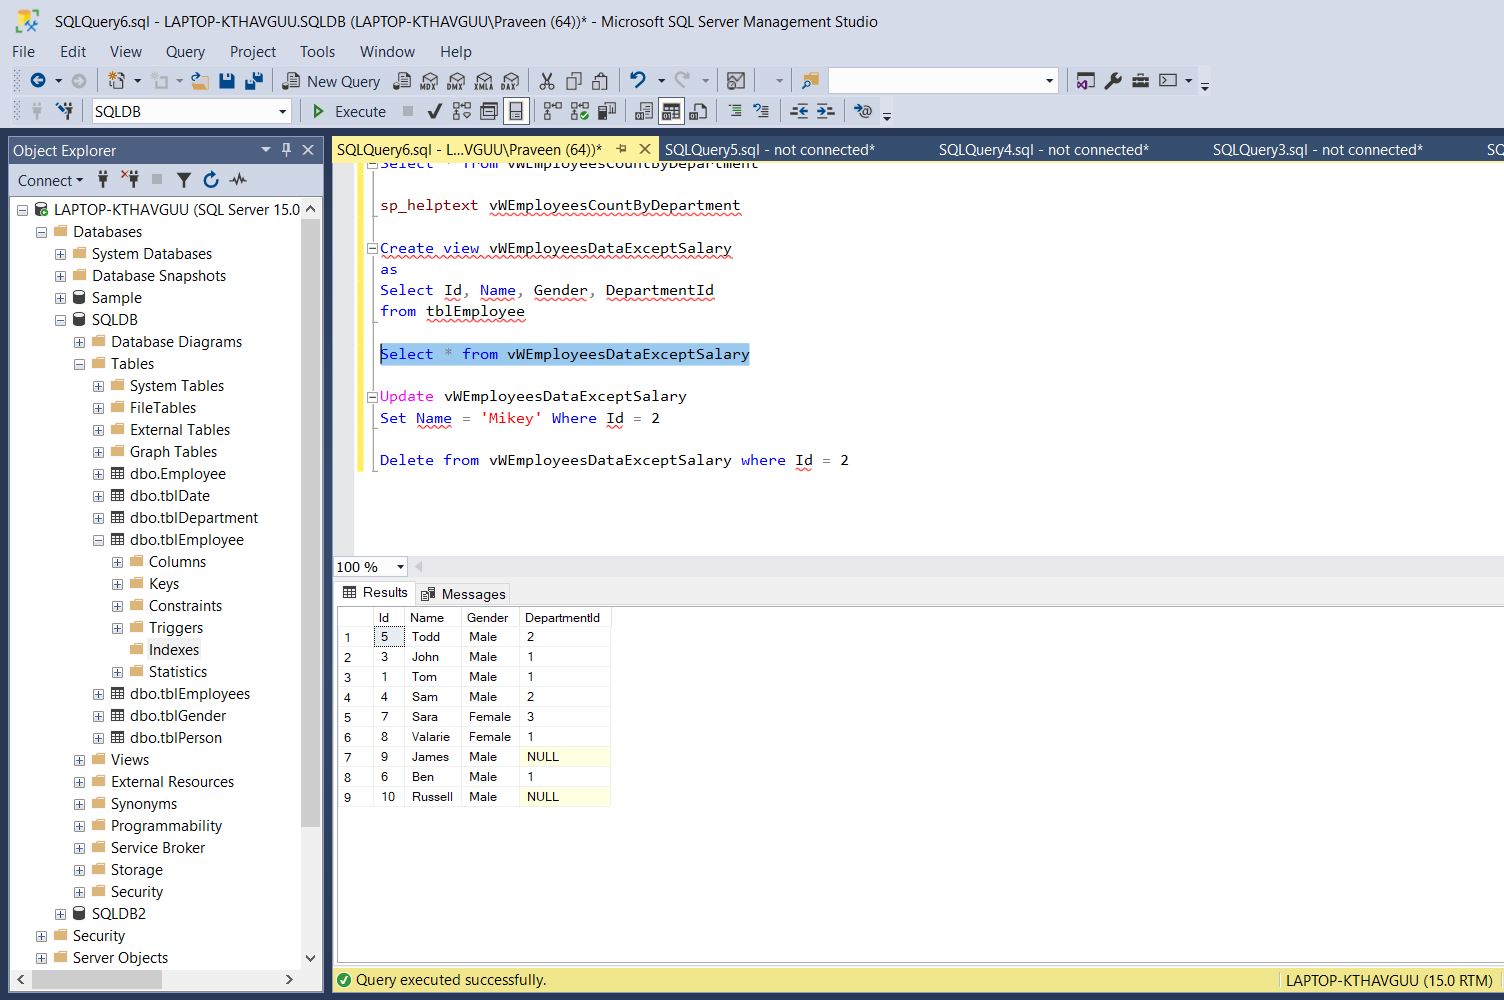 SQLQuery6.sql - LAPTOP-KTHAVGUU.SQLDB (LAPTOP-KTHAVGUU\Praveen (64))* - Microsoft SQL Server Management Studio
File Edit View Query Project Tools Window Help
New Query MDX DMX XMLA DAX
SQLDB Execute
Object Explorer
Connect
LAPTOP-KTHAVGUU (SQL Server 15.0
Databases
System Databases
Database Snapshots
Sample
SQLDB
Database Diagrams
Tables
System Tables
FileTables
External Tables
Graph Tables
dbo.Employee
dbo.tblDate
dbo.tblDepartment
dbo.tblEmployee
Columns
Keys
Constraints
Triggers
Indexes
Statistics
dbo.tblEmployees
dbo.tblGender
dbo.tblPerson
Views
External Resources
Synonyms
Programmability
Service Broker
Storage
Security
SQLDB2
Security
Server Objects
SQLQuery6.sql - L...VGUU\Praveen (64))* SQLQuery5.sql - not connected* SQLQuery4.sql - not connected* SQLQuery3.sql - not connected* SQ
Select * from vWEmployeesCountByDepartment
sp_helptext vWEmployeesCountByDepartment
Create view vWEmployeesDataExceptSalary
as
Select Id, Name, Gender, DepartmentId
from tblEmployee
Select * from vWEmployeesDataExceptSalary
Update vWEmployeesDataExceptSalary
Set Name = 'Mikey' Where Id = 2
Delete from vWEmployeesDataExceptSalary where Id = 2
100 %
Results Messages
Id Name Gender DepartmentId
1 5 Todd Male 2
2 3 John Male 1
3 1 Tom Male 1
4 4 Sam Male 2
5 7 Sara Female 3
6 8 Valarie Female 1
7 9 James Male NULL
8 6 Ben Male 1
9 10 Russell Male NULL
Query executed successfully. LAPTOP-KTHAVGUU (15.0 RTM)